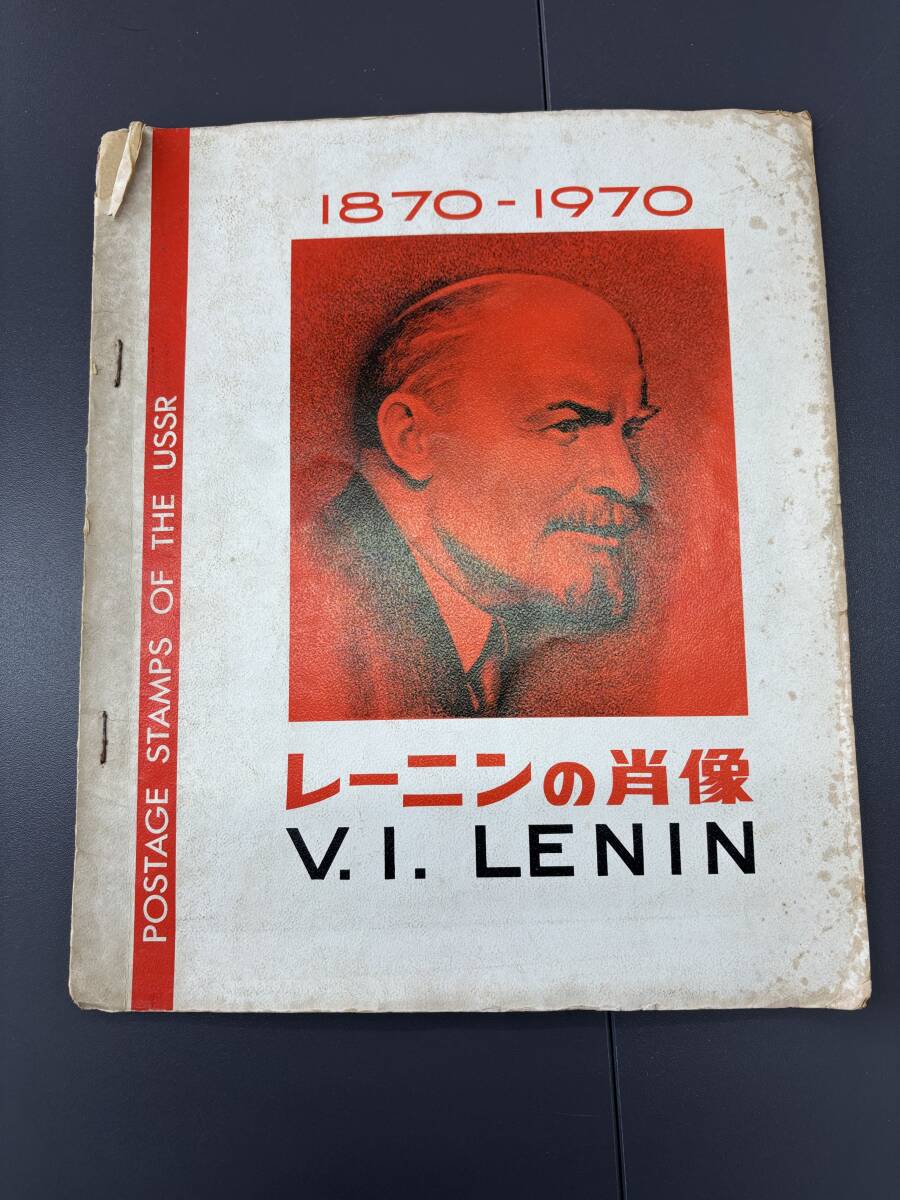 1870-1970
レーニンの肖像
V. I. LENIN
POSTAGE STAMPS OF THE USSR